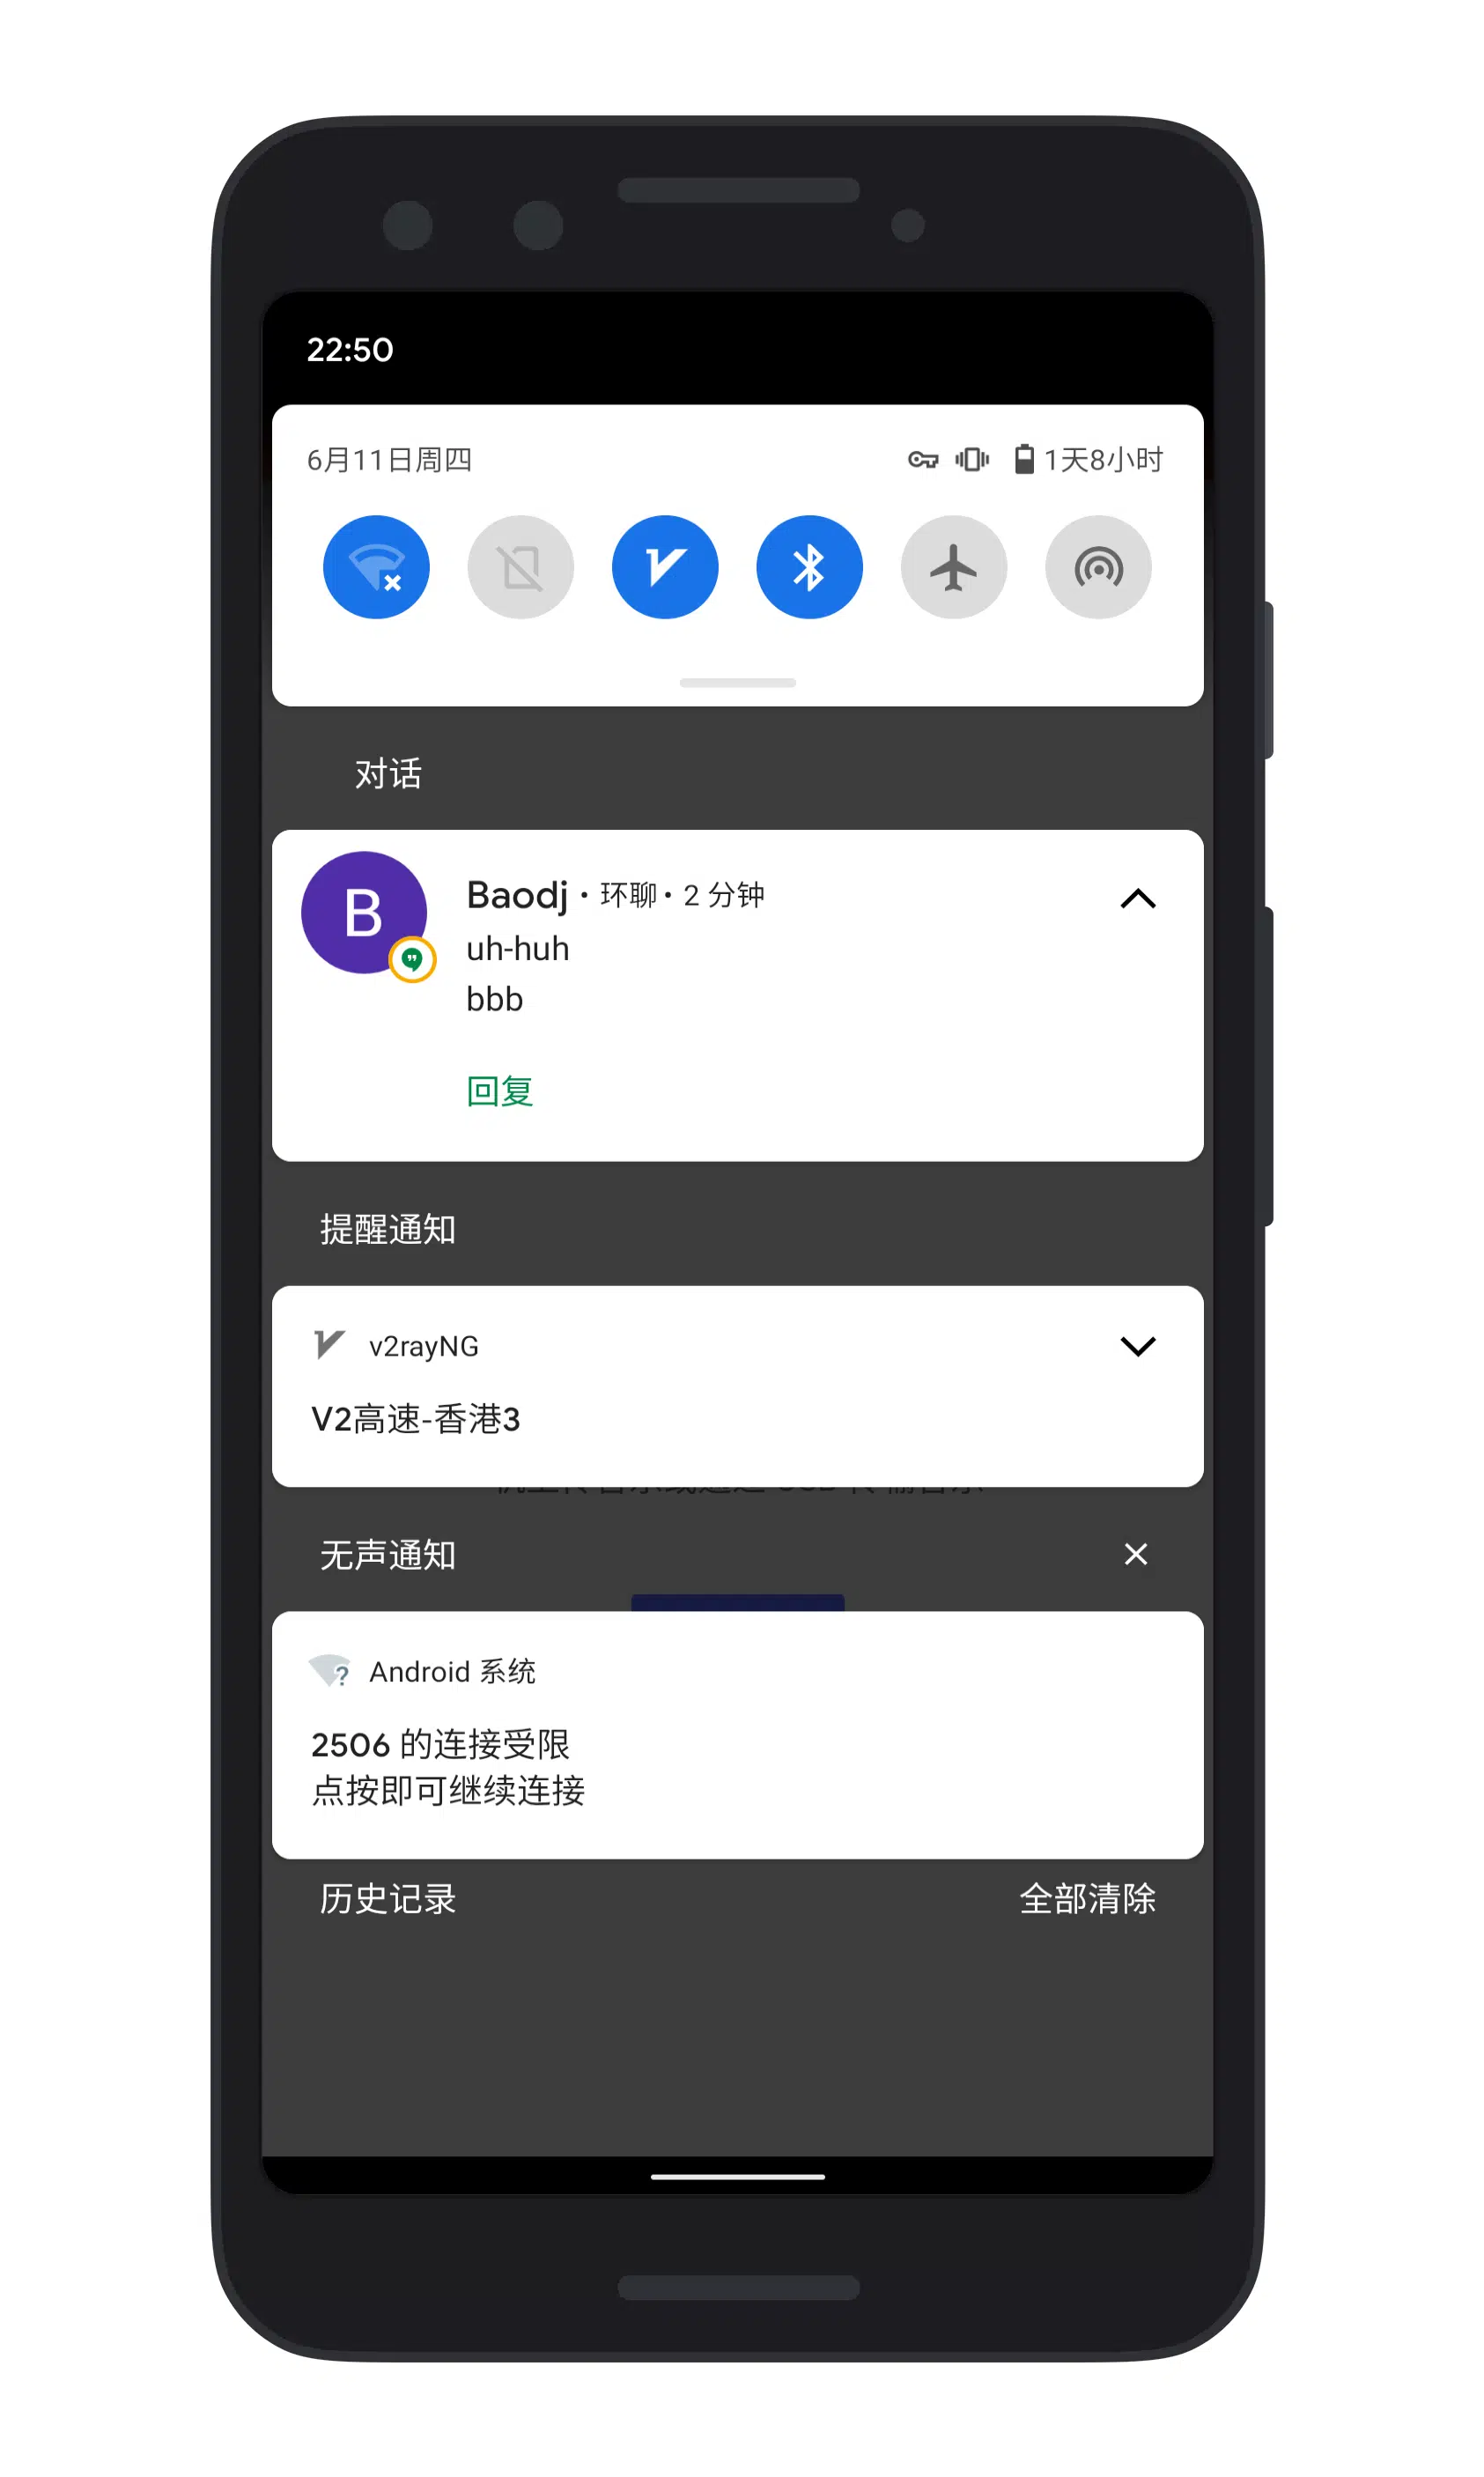 22:50
6月11日周四
1天8小时
对话
B
Baodj · 环聊 · 2 分钟
uh-huh
bbb
回复
提醒通知
v2rayNG
V2高速-香港3
无声通知
Android 系统
2506 的连接受限
点按即可继续连接
历史记录 全部清除